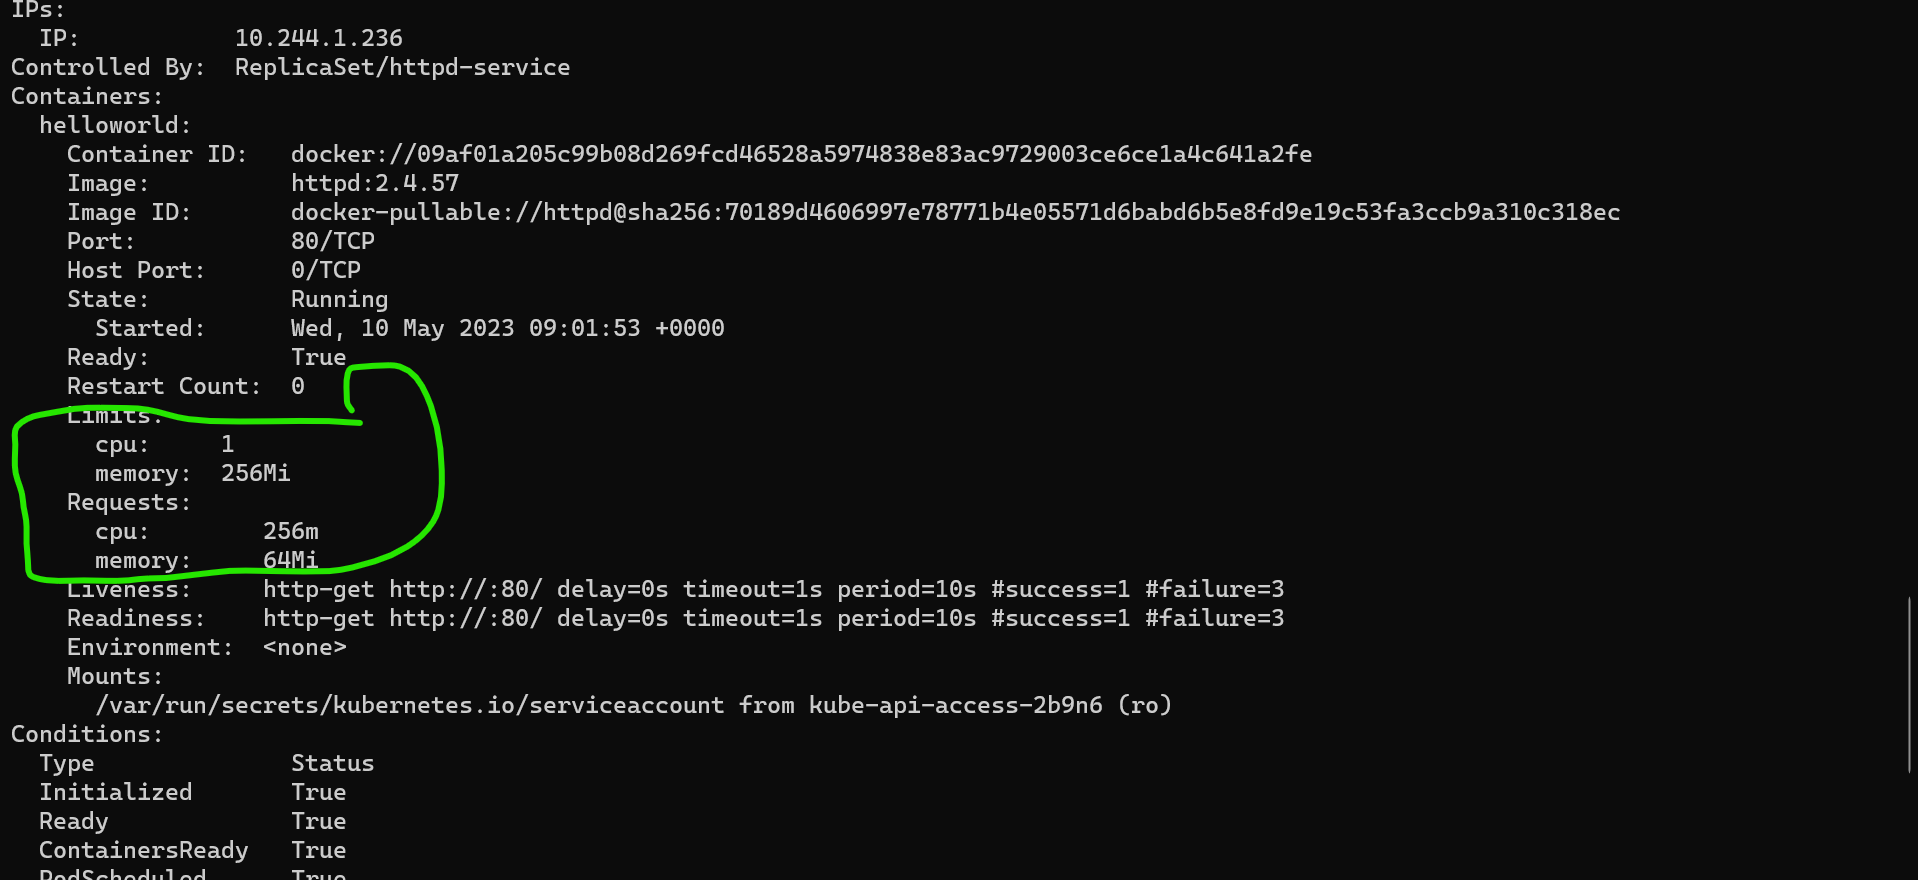 IPs:
IP: 10.244.1.236
Controlled By: ReplicaSet/httpd-service
Containers:
helloworld:
Container ID: docker://09af01a205c99b08d269fcd46528a5974838e83ac9729003ce6ce1a4c641a2fe
Image: httpd:2.4.57
Image ID: docker-pullable://httpd@sha256:70189d4606997e78771b4e05571d6babd6b5e8fd9e19c53fa3ccb9a310c318ec
Port: 80/TCP
Host Port: 0/TCP
State: Running
Started: Wed, 10 May 2023 09:01:53 +0000
Ready: True
Restart Count: 0
Limits:
cpu: 1
memory: 256Mi
Requests:
cpu: 256m
memory: 64Mi
Liveness: http-get http://:80/ delay=0s timeout=1s period=10s #success=1 #failure=3
Readiness: http-get http://:80/ delay=0s timeout=1s period=10s #success=1 #failure=3
Environment: <none>
Mounts:
/var/run/secrets/kubernetes.io/serviceaccount from kube-api-access-2b9n6 (ro)
Conditions:
Type Status
Initialized True
Ready True
ContainersReady True
PodScheduled True